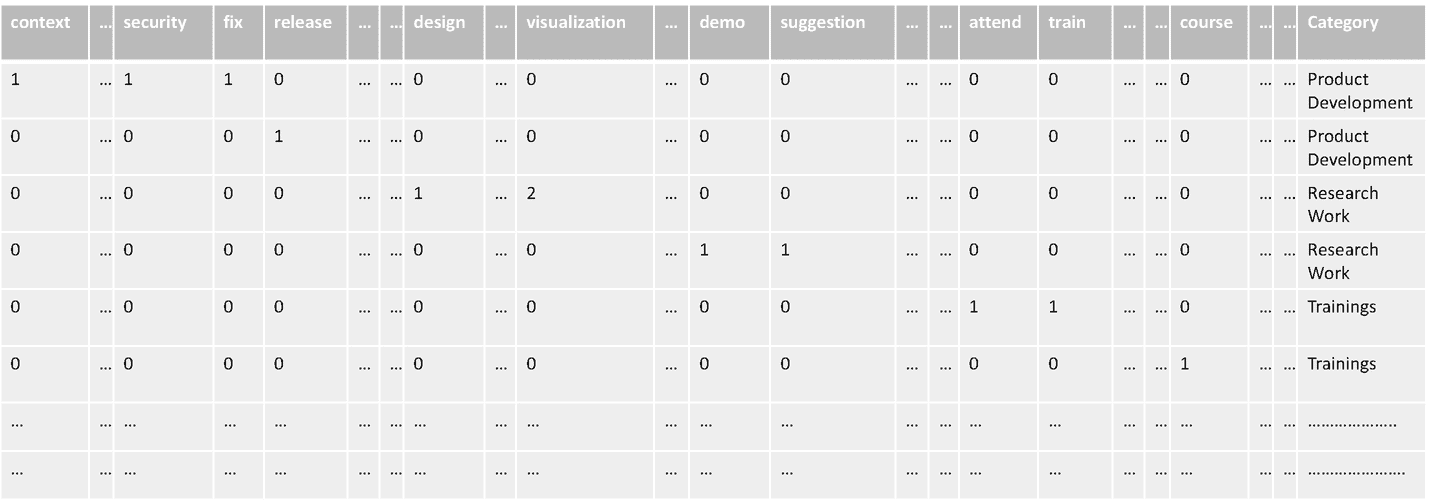 context … security fix release … … design … visualization … demo suggestion … … attend train … … course … … Category
1 … 1 1 0 … … 0 … 0 … 0 0 … … 0 0 … … 0 … … Product
Development
0 … 0 0 1 … … 0 … 0 … 0 0 … … 0 0 … … 0 … … Product
Development
0 … 0 0 0 … … 1 … 2 … 0 0 … … 0 0 … … 0 … … Research
Work
0 … 0 0 0 … … 0 … 0 … 1 1 … … 0 0 … … 0 … … Research
Work
0 … 0 0 0 … … 0 … 0 … 0 0 … … 1 1 … … 0 … … Trainings
0 … 0 0 0 … … 0 … 0 … 0 0 … … 0 0 … … 1 … … Trainings
… … … … … … … … … … … … … … … … … … … … … … ………………..
… … … … … … … … … … … … … … … … … … … … … … ………………….